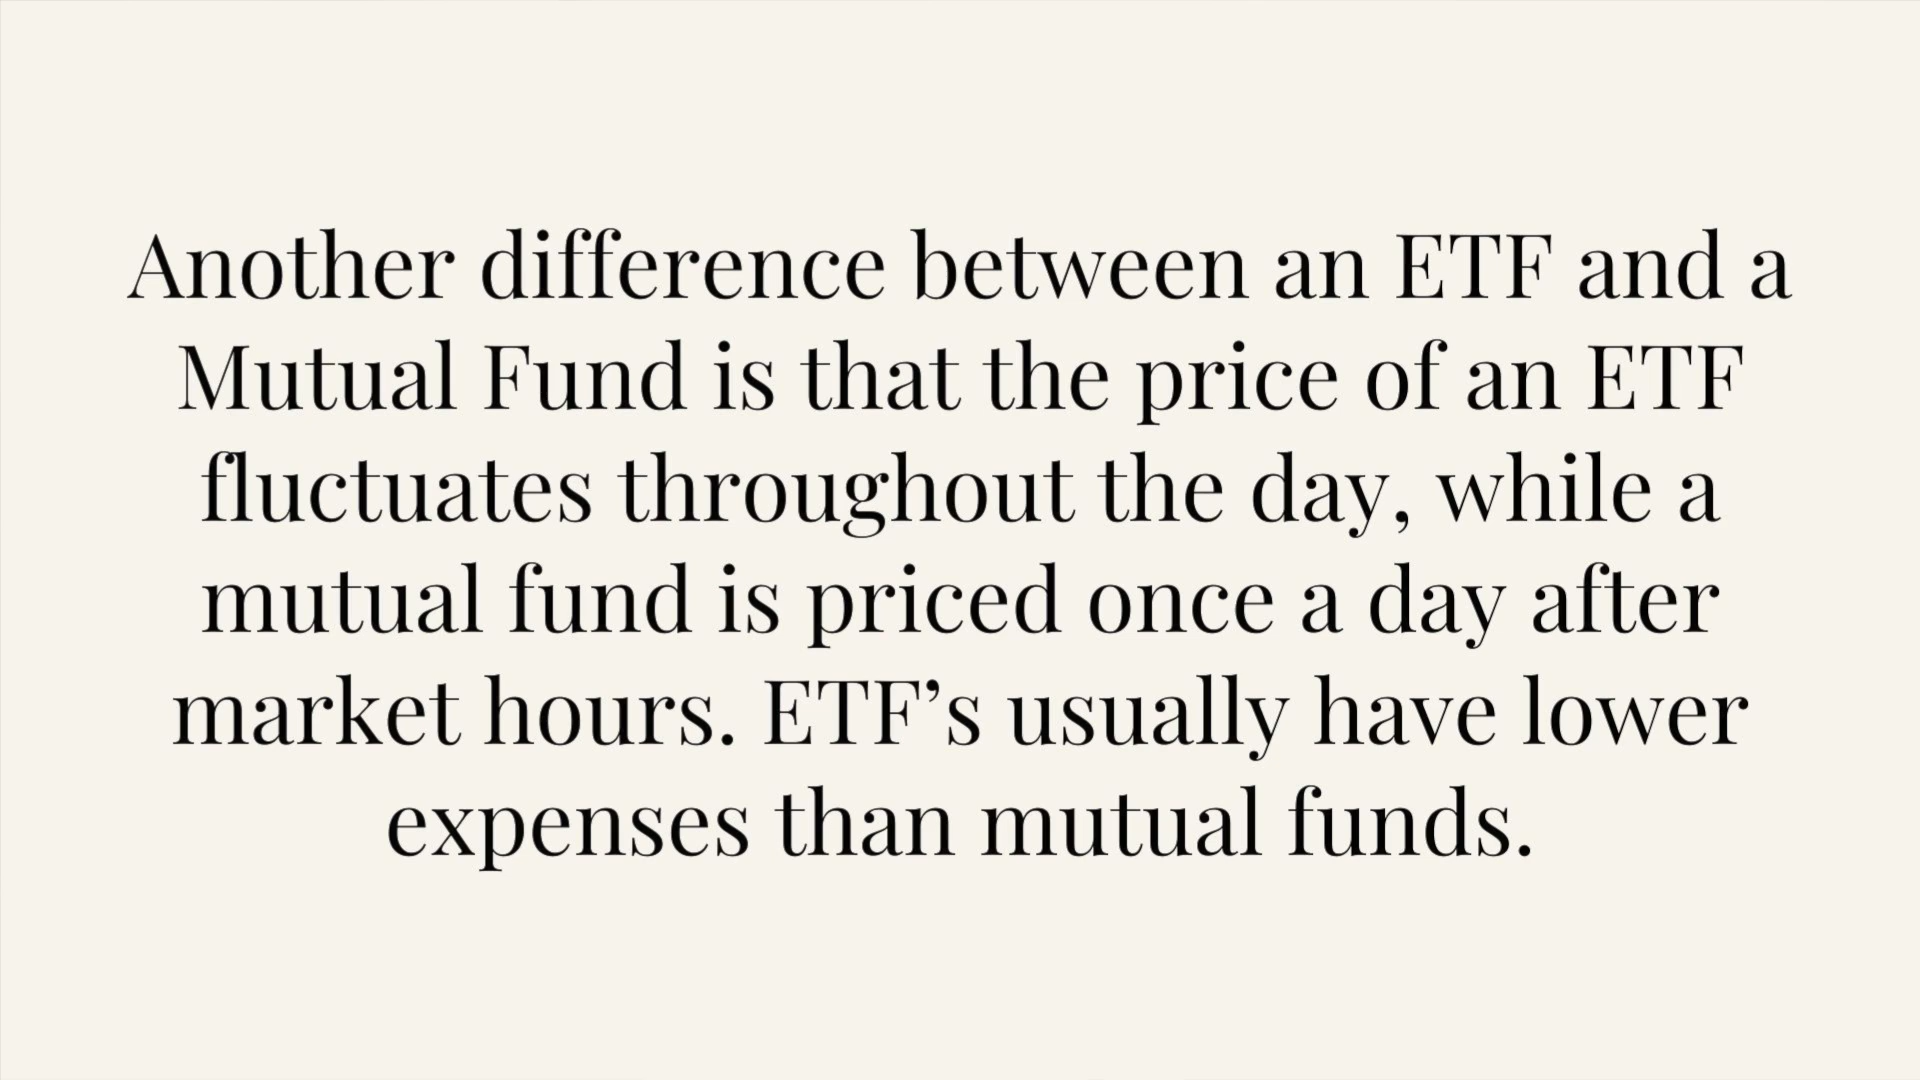 Another difference between an ETF and a
Mutual Fund is that the price of an ETF
fluctuates throughout the day, while a
mutual fund is priced once a day after
market hours. ETF’s usually have lower
expenses than mutual funds.